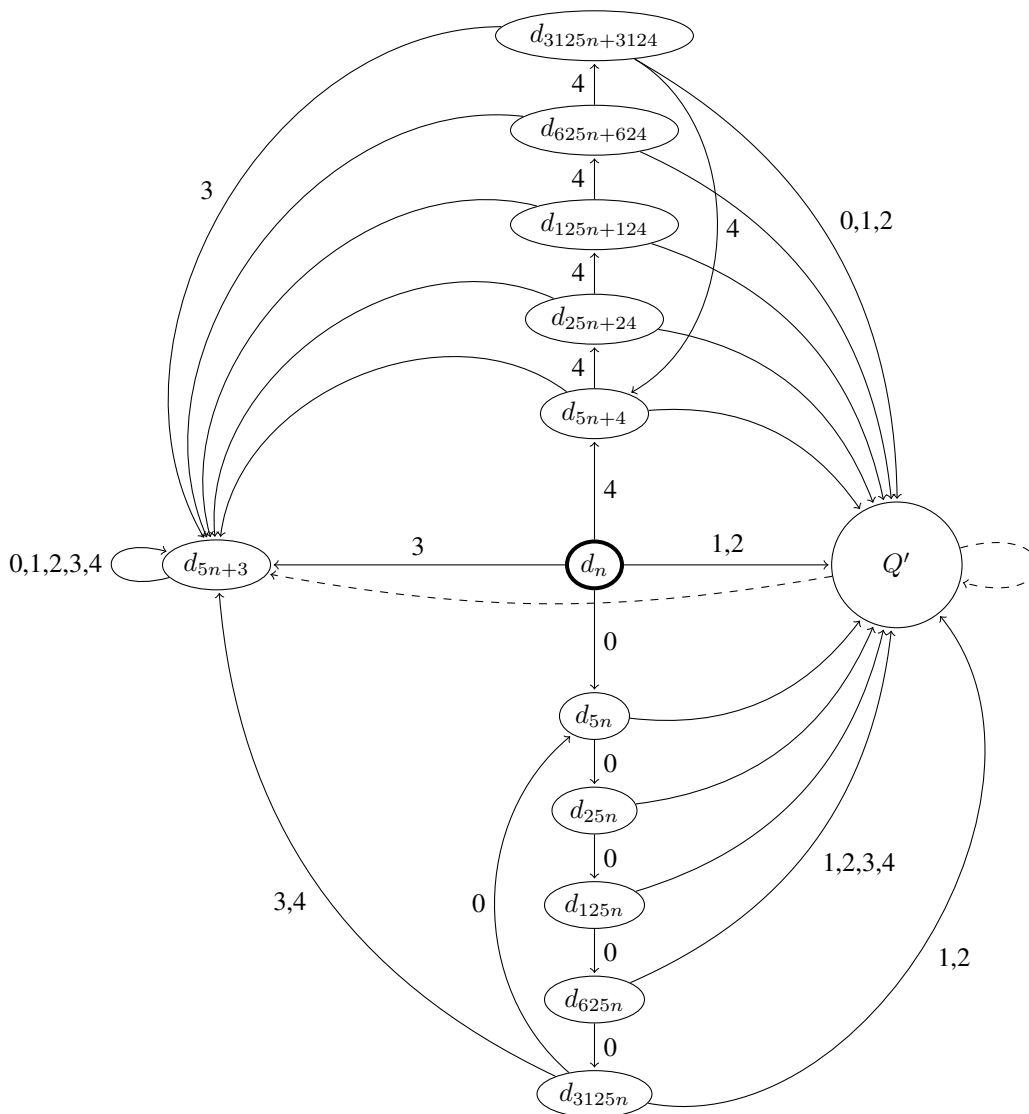 d_{3125n+3124}
4
d_{625n+624}
4
3
0,1,2
d_{125n+124}
4
4
d_{25n+24}
4
d_{5n+4}
4
0,1,2,3,4
d_{5n+3}
3
d_n
1,2
Q′
0
d_{5n}
0
d_{25n}
0
1,2,3,4
3,4
0
d_{125n}
0
1,2
d_{625n}
0
d_{3125n}